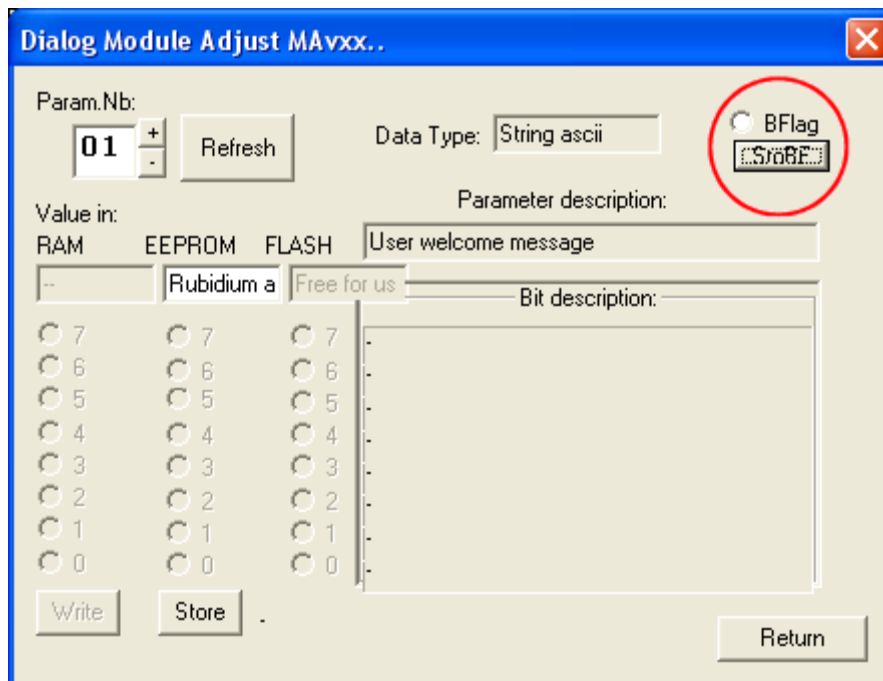 Dialog Module Adjust MAvxx..
Param.Nb:
01
+
-
Refresh
Data Type: String ascii
BFlag
Parameter description:
User welcome message
Value in:
RAM EEPROM FLASH
-- Rubidium a Free for us
Bit description:
7 7 7 -
6 6 6 -
5 5 5 -
4 4 4 -
3 3 3 -
2 2 2 -
1 1 1 -
0 0 0 -
Write Store .
Return